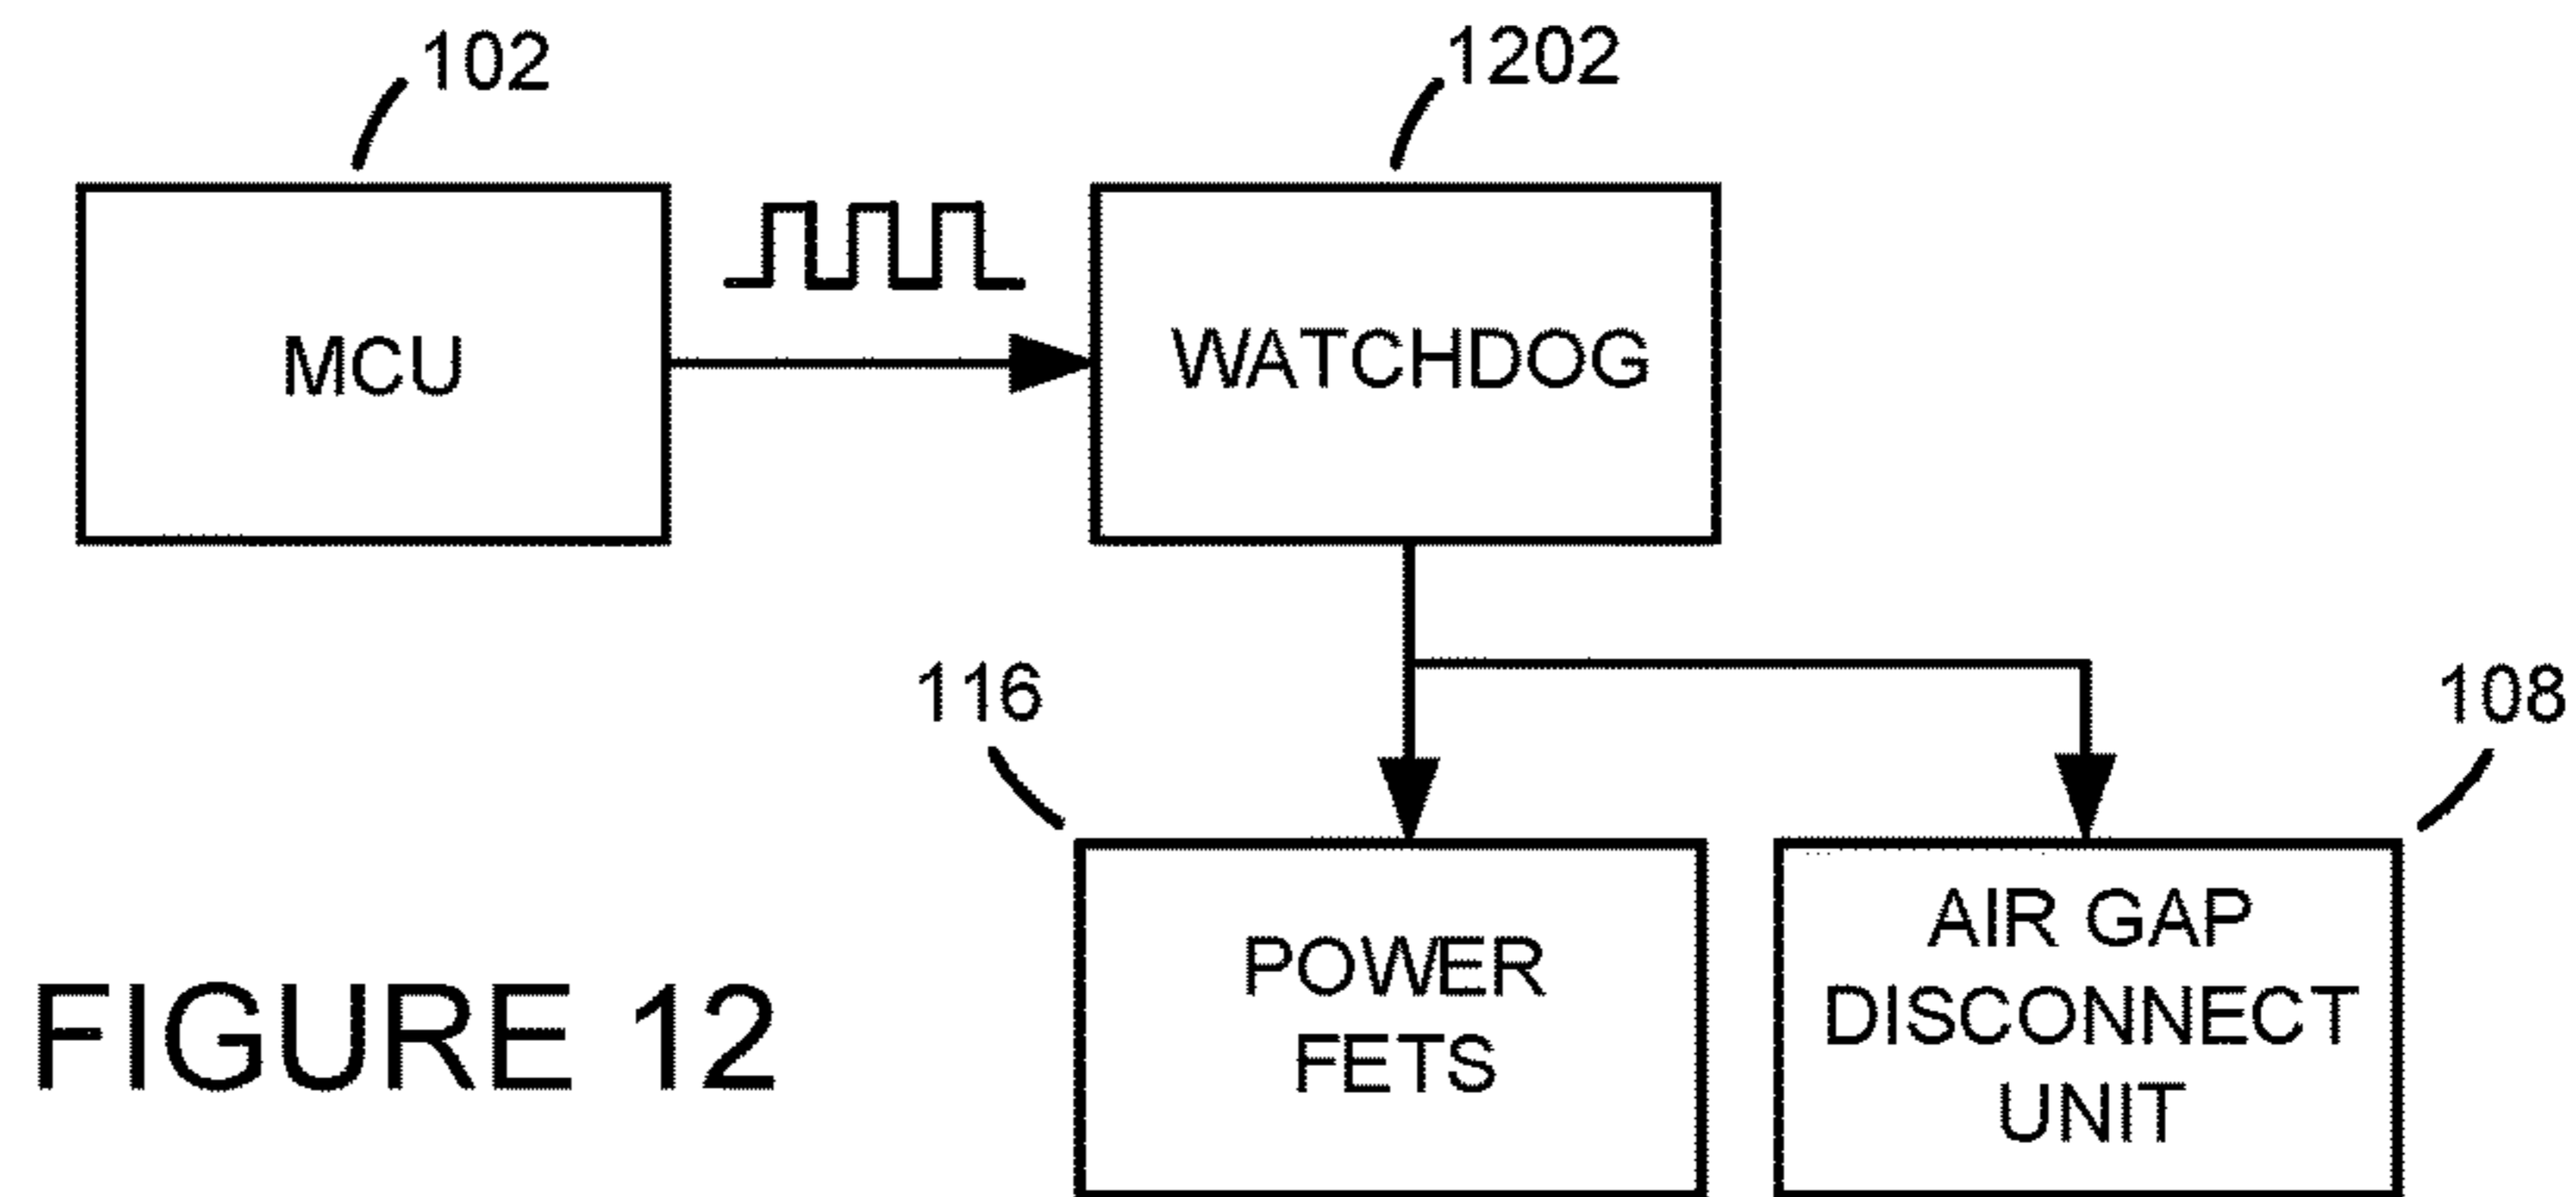 102
1202
MCU
WATCHDOG
116
108
POWER
FETS
AIR GAP
DISCONNECT
UNIT
FIGURE 12